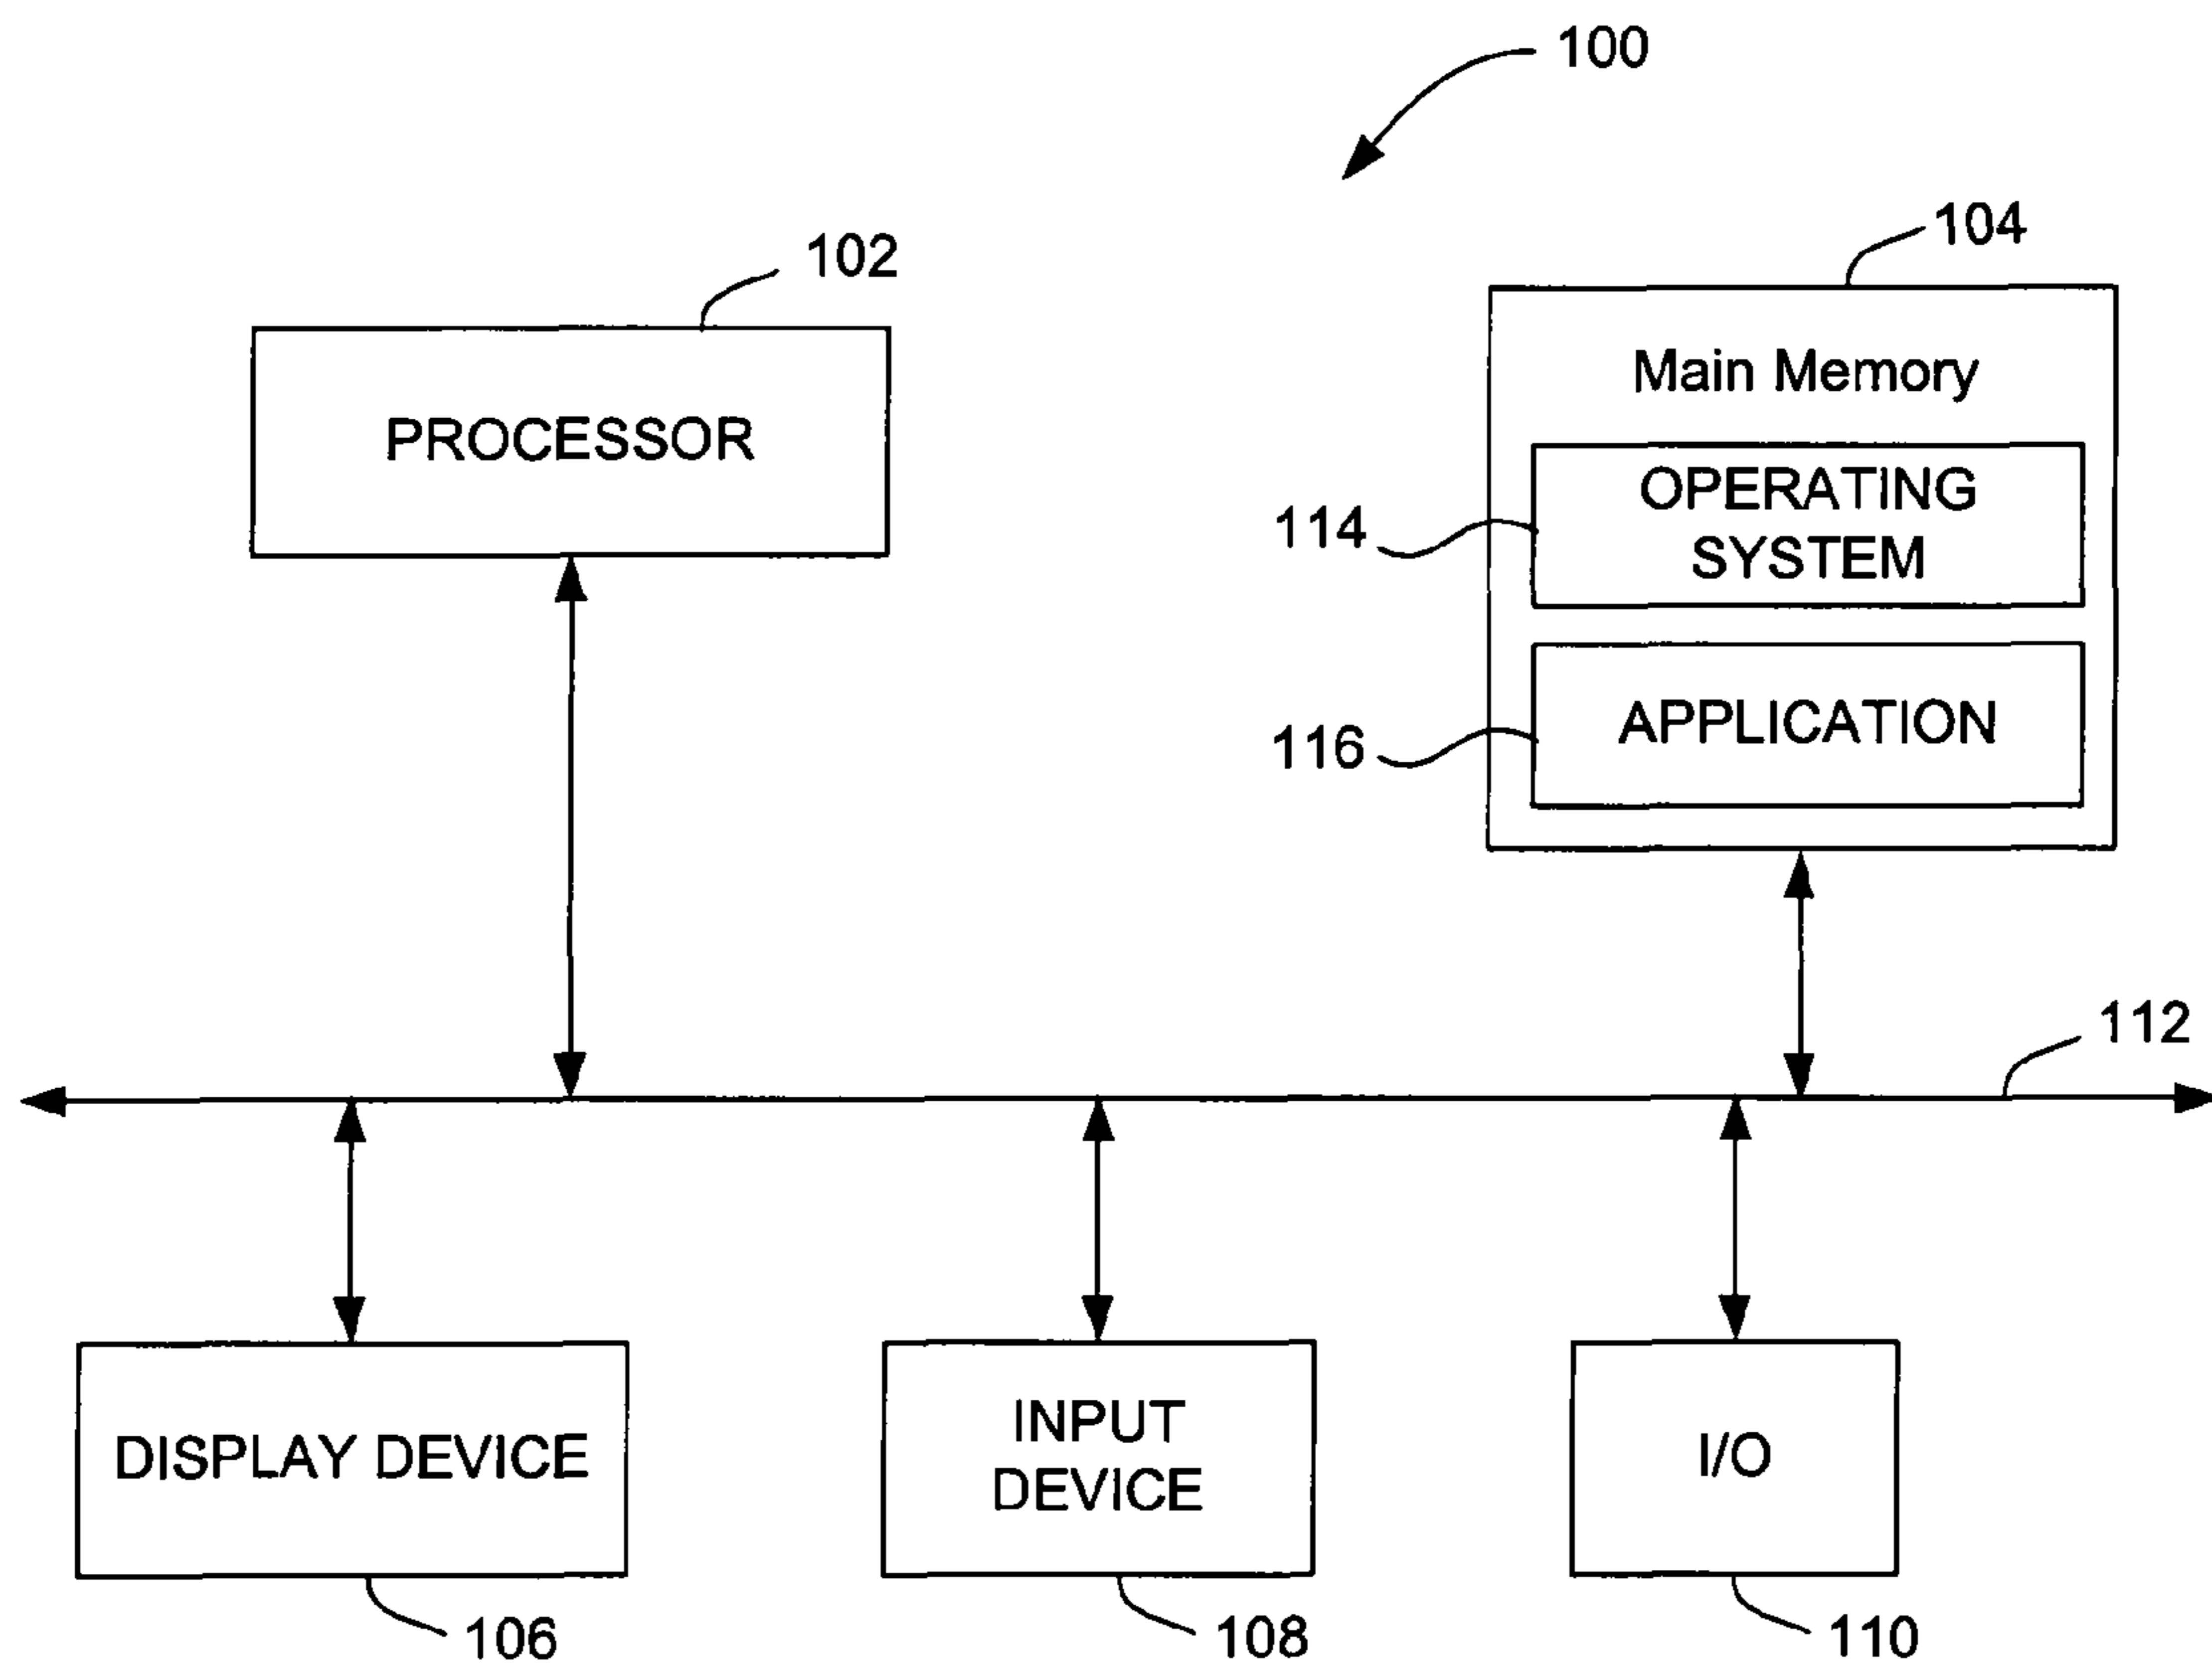 100
104
102
Main Memory
PROCESSOR
OPERATING
SYSTEM
114
APPLICATION
116
112
DISPLAY DEVICE
INPUT
DEVICE
I/O
106
108
110